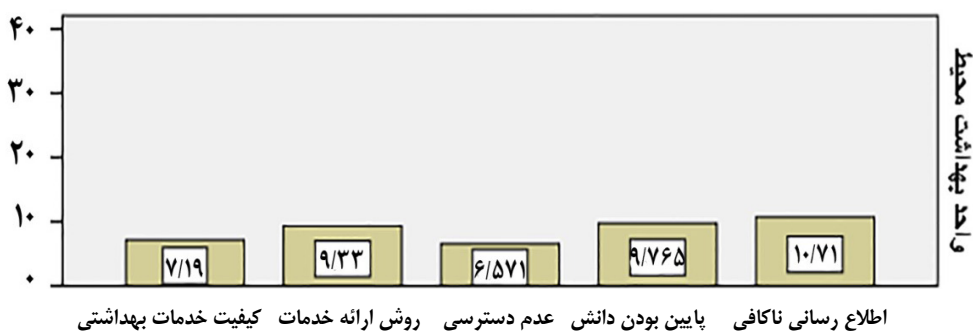 ۴۰
۳۰
۲۰
۱۰
۰
واحد بهداشت محیط
۱۰/۷۱
۹/۷۶۵
۶/۵۷۱
۹/۳۳
۷/۱۹
اطلاع رسانی ناکافی
پایین بودن دانش
عدم دسترسی
روش ارائه خدمات
کیفیت خدمات بهداشتی